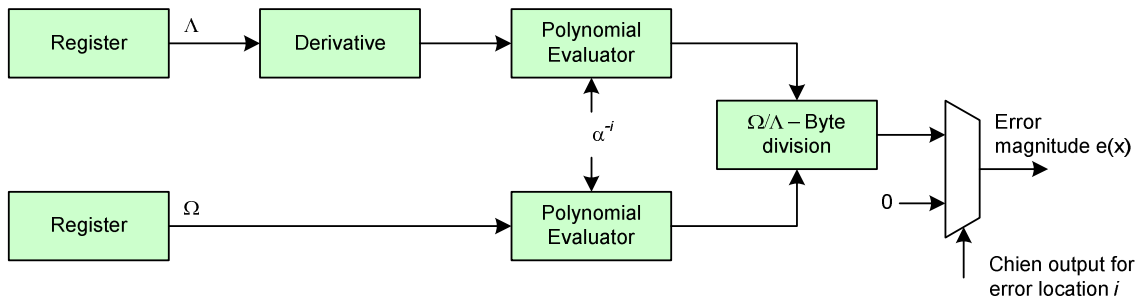 Register
Λ
Derivative
Polynomial
Evaluator
α⁻ⁱ
Ω/Λ – Byte
division
Error
magnitude e(x)
Register
Ω
Polynomial
Evaluator
0
Chien output for
error location i